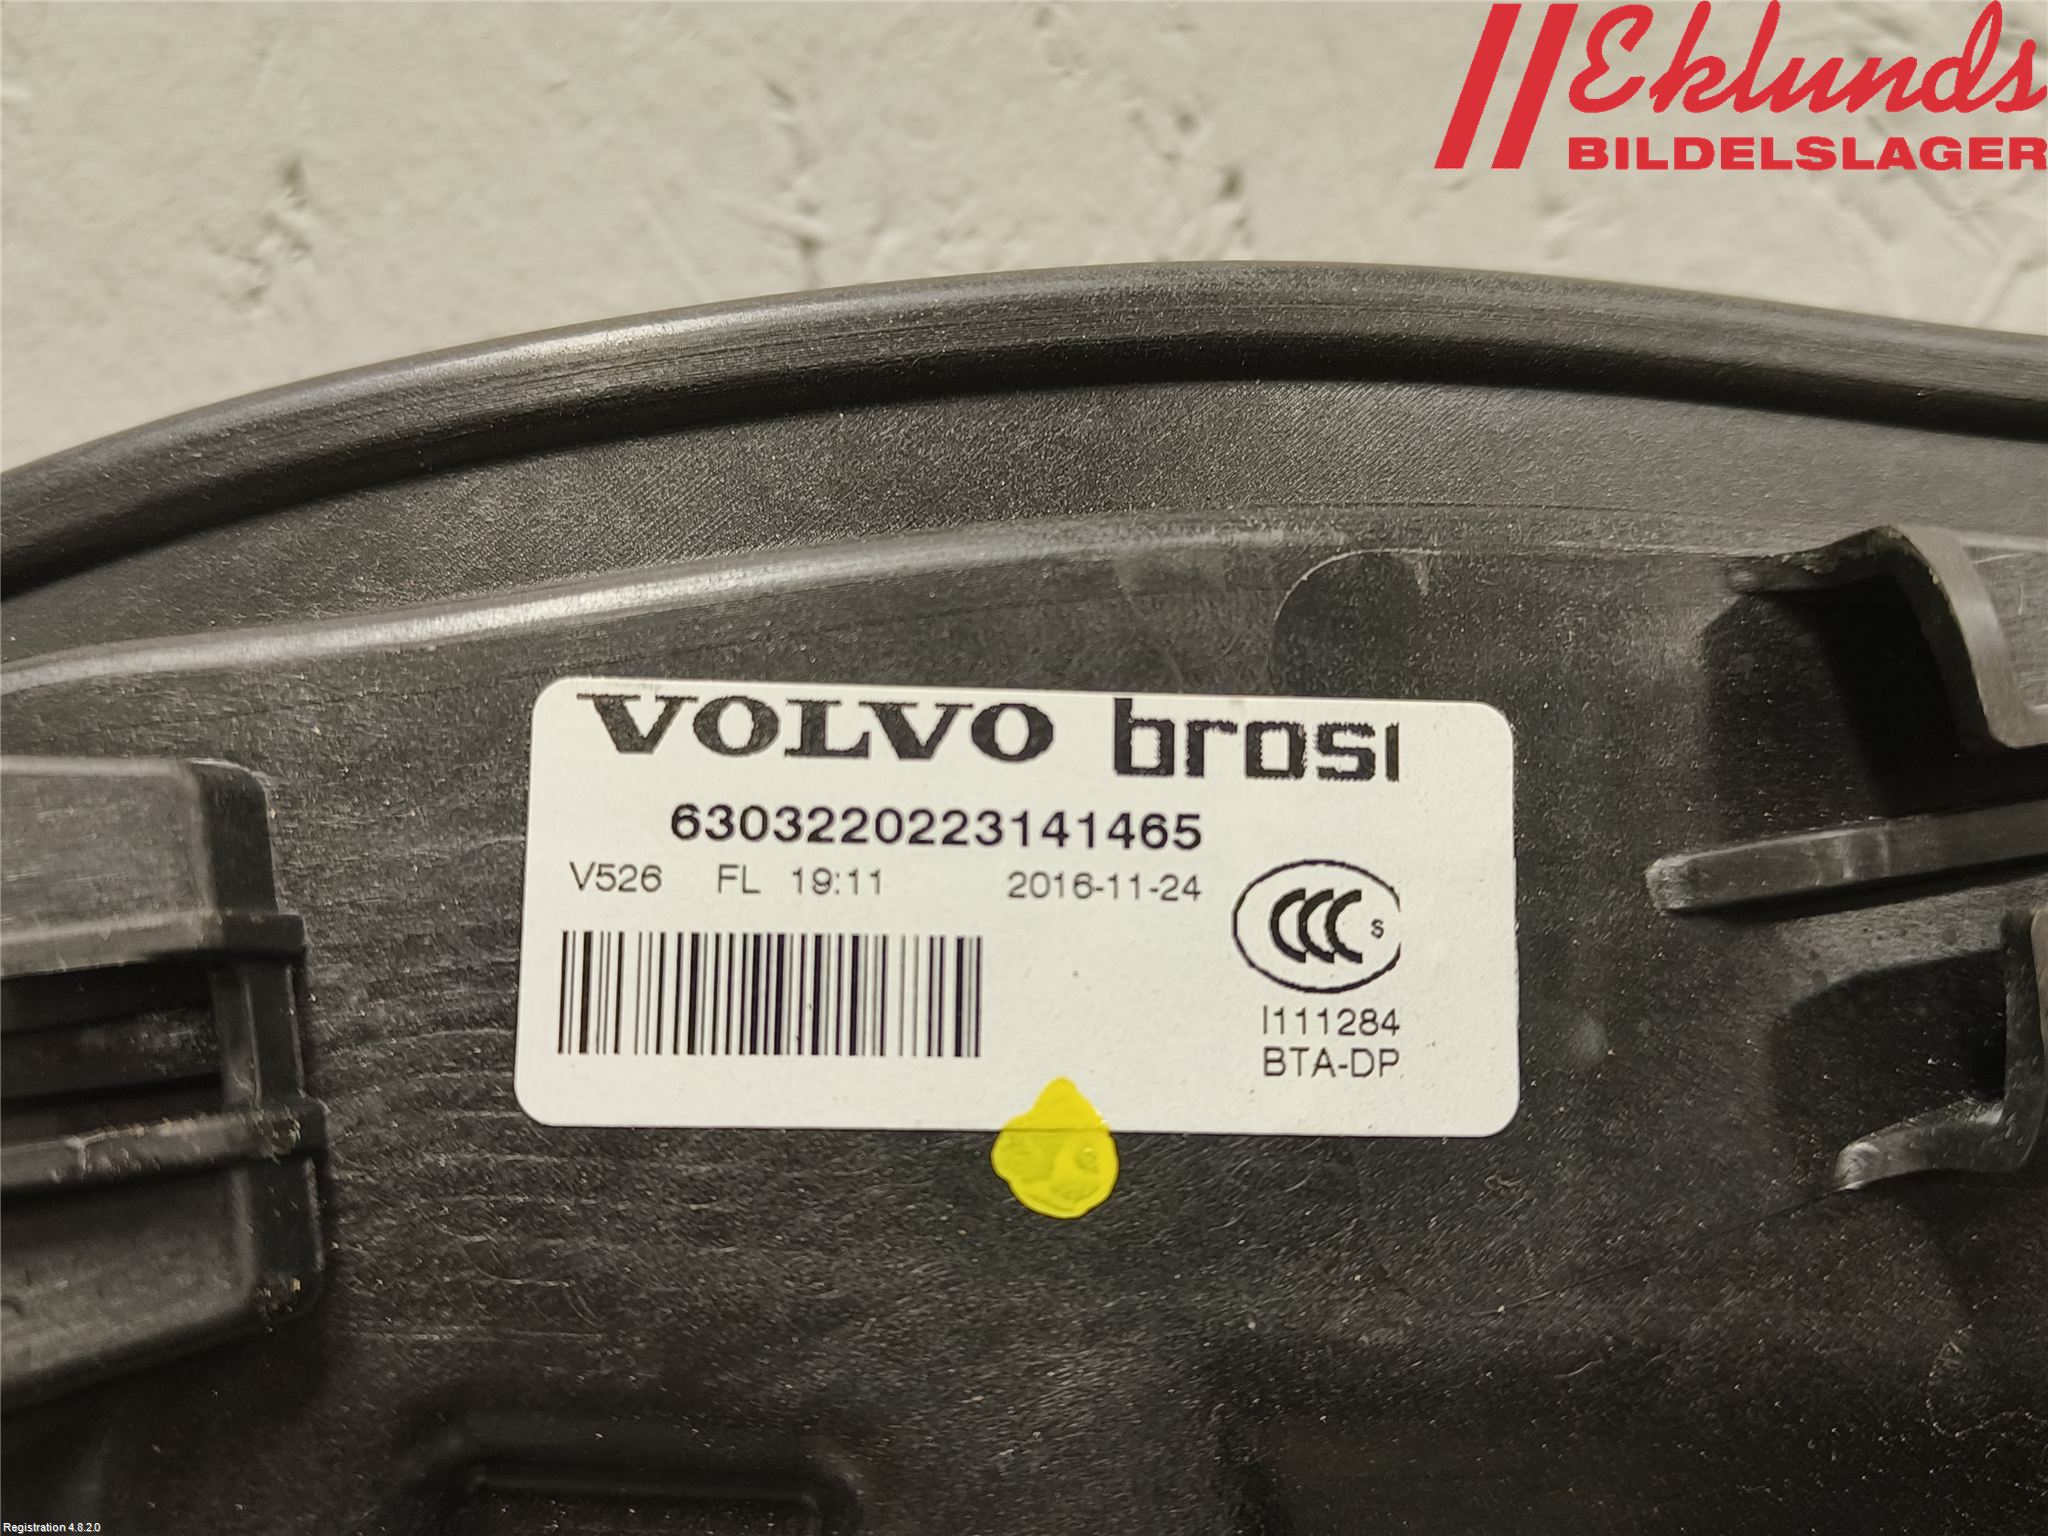 Eklunds
BILDELSLAGER
VOLVO brosi
6303220223141465
V526 FL 19:11 2016-11-24
CCC S
I111284
BTA-DP
Registration 4.8.2.0